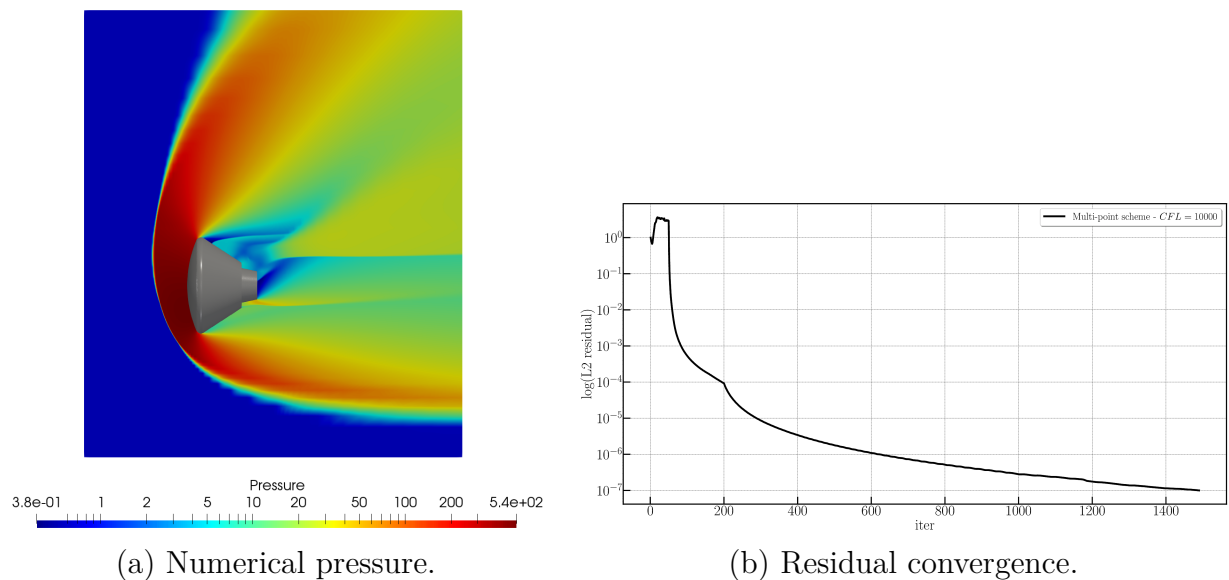 Pressure
3.8e-01 1 2 5 10 20 50 100 200 5.4e+02
(a) Numerical pressure.
Multi-point scheme - CFL = 10000
10⁰
10⁻¹
10⁻²
10⁻³
10⁻⁴
10⁻⁵
10⁻⁶
10⁻⁷
log(L2 residual)
0 200 400 600 800 1000 1200 1400
iter
(b) Residual convergence.